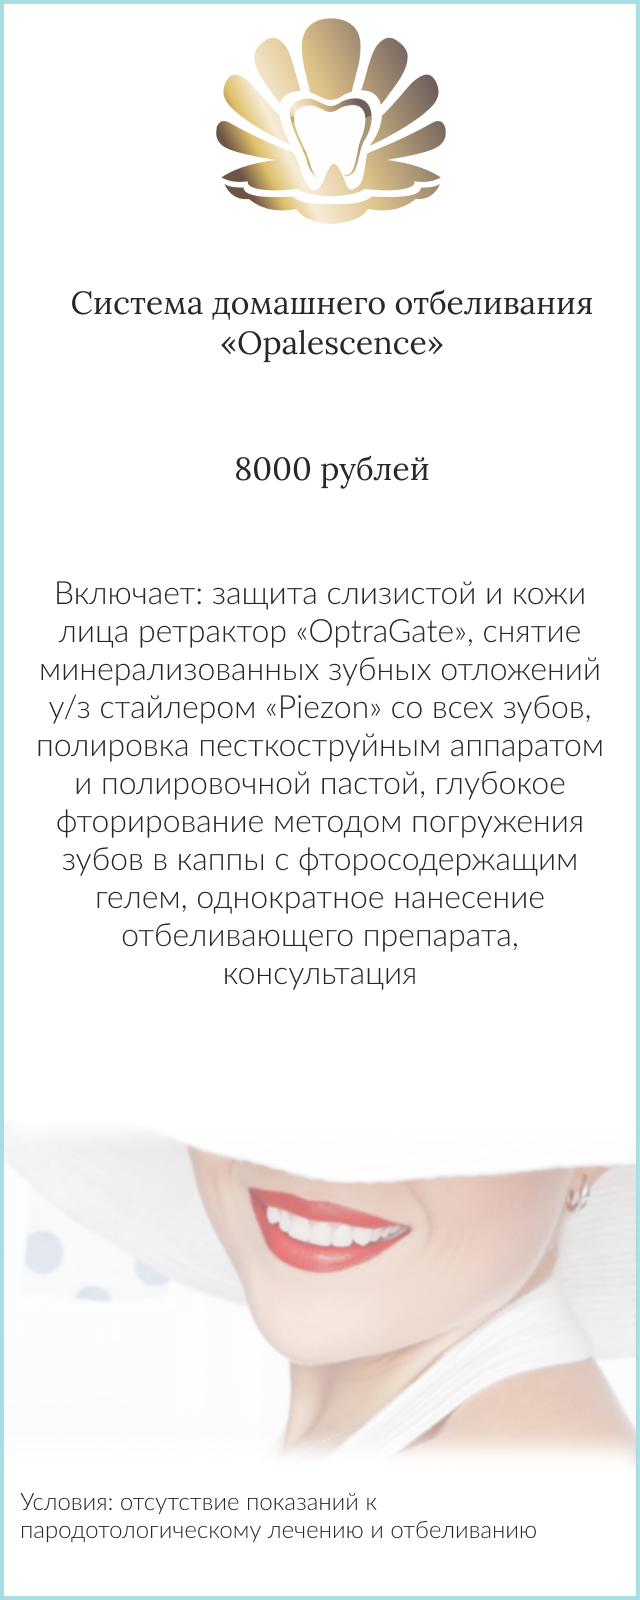 Система домашнего отбеливания
«Opalescence»
8000 рублей
Включает: защита слизистой и кожи
лица ретрактор «OptraGate», снятие
минерализованных зубных отложений
у/з стайлером «Piezon» со всех зубов,
полировка песткоструйным аппаратом
и полировочной пастой, глубокое
фторирование методом погружения
зубов в каппы с фторосодержащим
гелем, однократное нанесение
отбеливающего препарата,
консультация
Условия: отсутствие показаний к
пародотологическому лечению и отбеливанию